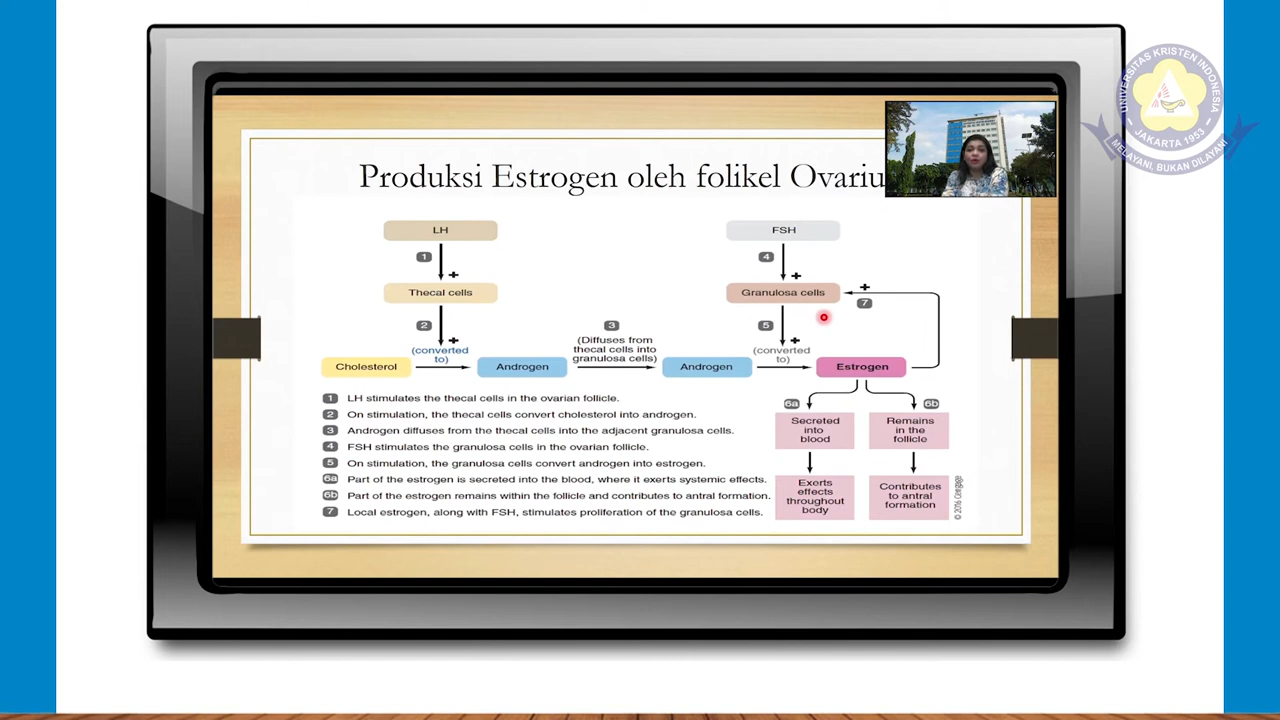 UNIVERSITAS KRISTEN INDONESIA
JAKARTA 1953
MELAYANI, BUKAN DILAYANI
Produksi Estrogen oleh folikel Ovariu
LH
FSH
1
4
+
+
Thecal cells
Granulosa cells
+
7
2
+
3
5
+
(converted
to)
(Diffuses from
thecal cells into
granulosa cells)
(converted
to)
Cholesterol
Androgen
Androgen
Estrogen
6a
6b
Secreted
into
blood
Remains
in the
follicle
Exerts
effects
throughout
body
Contributes
to antral
formation
1 LH stimulates the thecal cells in the ovarian follicle.
2 On stimulation, the thecal cells convert cholesterol into androgen.
3 Androgen diffuses from the thecal cells into the adjacent granulosa cells.
4 FSH stimulates the granulosa cells in the ovarian follicle.
5 On stimulation, the granulosa cells convert androgen into estrogen.
6a Part of the estrogen is secreted into the blood, where it exerts systemic effects.
6b Part of the estrogen remains within the follicle and contributes to antral formation.
7 Local estrogen, along with FSH, stimulates proliferation of the granulosa cells.
© 2016 Cengage